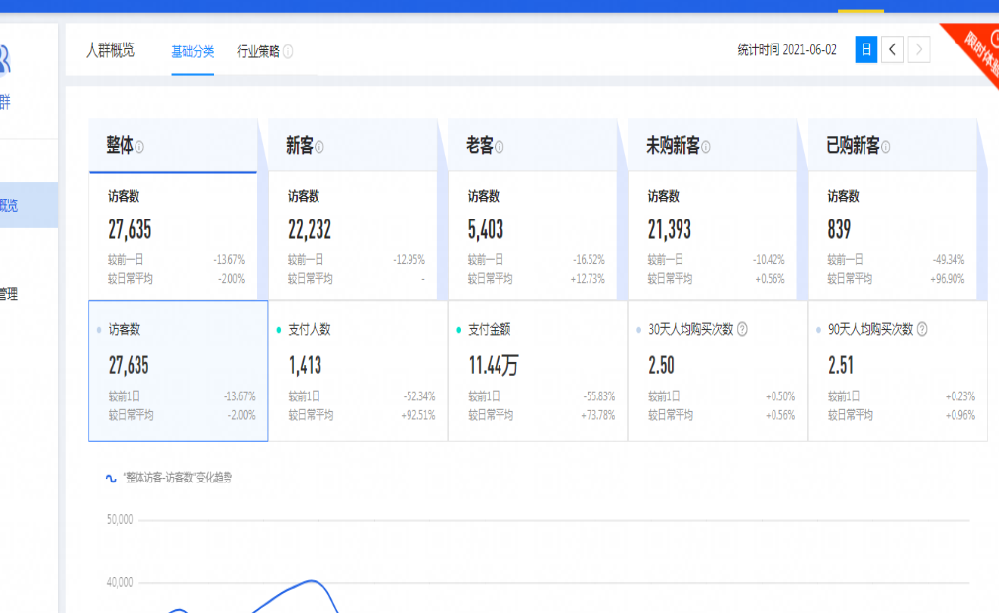 人群概览 基础分类 行业策略 统计时间 2021-06-02 日
限时体验
群
概览
管理
整体 新客 老客 未购新客 已购新客
访客数 访客数 访客数 访客数 访客数
27,635 22,232 5,403 21,393 839
较前一日 -13.67% 较前一日 -12.95% 较前一日 -16.52% 较前一日 -10.42% 较前一日 -49.34%
较日常平均 -2.00% 较日常平均 - 较日常平均 +12.73% 较日常平均 +0.56% 较日常平均 +96.90%
访客数 支付人数 支付金额 30天人均购买次数 90天人均购买次数
27,635 1,413 11.44万 2.50 2.51
较前1日 -13.67% 较前1日 -52.34% 较前1日 -55.83% 较前1日 +0.50% 较前1日 +0.23%
较日常平均 -2.00% 较日常平均 +92.51% 较日常平均 +73.78% 较日常平均 +0.56% 较日常平均 +0.96%
"整体访客-访客数"变化趋势
50,000
40,000